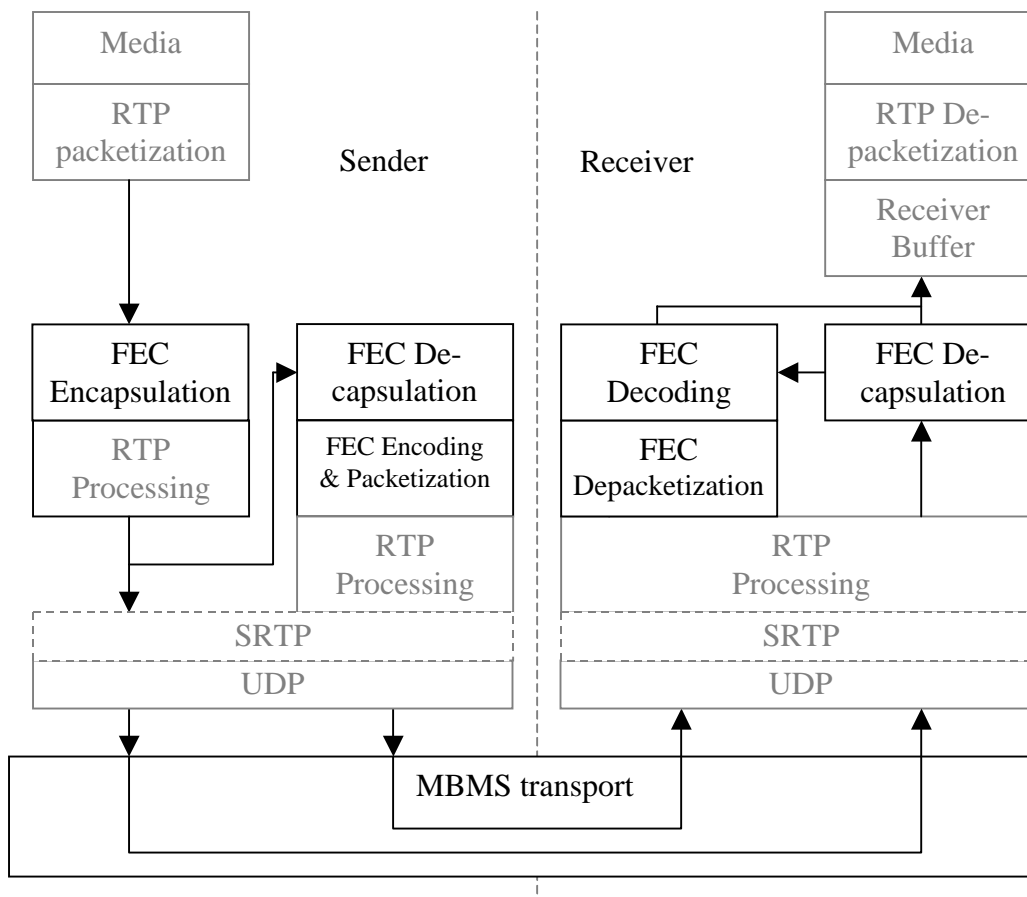 Media
RTP
packetization
Sender
FEC
Encapsulation
RTP
Processing
FEC De-
capsulation
FEC Encoding
& Packetization
RTP
Processing
SRTP
UDP
Receiver
Media
RTP De-
packetization
Receiver
Buffer
FEC
Decoding
FEC
Depacketization
FEC De-
capsulation
RTP
Processing
SRTP
UDP
MBMS transport